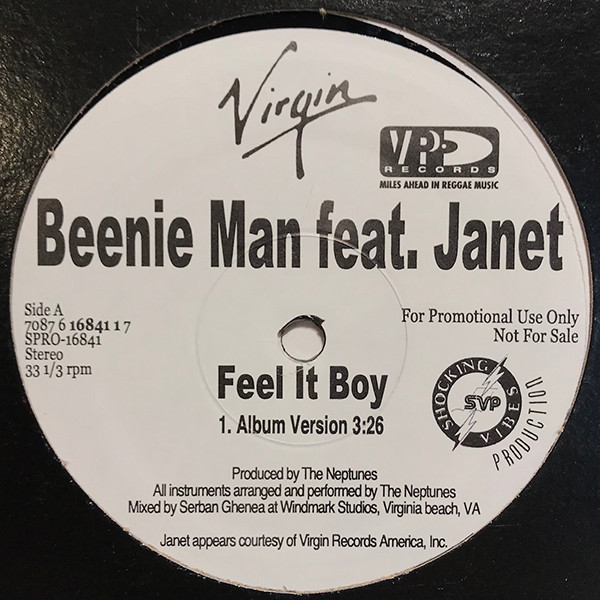 Virgin
VP
RECORDS
MILES AHEAD IN REGGAE MUSIC
Beenie Man feat. Janet
Side A
7087 6 16841 1 7
SPRO-16841
Stereo
33 1/3 rpm
For Promotional Use Only
Not For Sale
Feel It Boy
1. Album Version 3:26
SHOCKING
VIBES
SVP
PRODUCTION
Produced by The Neptunes
All instruments arranged and performed by The Neptunes
Mixed by Serban Ghenea at Windmark Studios, Virginia beach, VA
Janet appears courtesy of Virgin Records America, Inc.